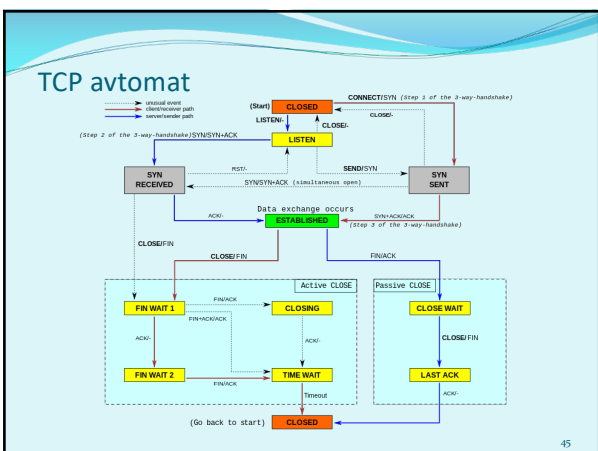 TCP avtomat
unusual event
client/receiver path
server/sender path
(Start)
CLOSED
CONNECT/SYN (Step 1 of the 3-way-handshake)
LISTEN/-
CLOSE/-
CLOSE/-
(Step 2 of the 3-way-handshake) SYN/SYN+ACK
LISTEN
RST/-
SEND/SYN
SYN
RECEIVED
SYN/SYN+ACK (simultaneous open)
SYN
SENT
Data exchange occurs
ACK/-
ESTABLISHED
SYN+ACK/ACK
(Step 3 of the 3-way-handshake)
CLOSE/FIN
CLOSE/FIN
FIN/ACK
Active CLOSE
Passive CLOSE
FIN WAIT 1
FIN/ACK
CLOSING
CLOSE WAIT
FIN+ACK/ACK
ACK/-
ACK/-
CLOSE/FIN
FIN WAIT 2
FIN/ACK
TIME WAIT
LAST ACK
Timeout
ACK/-
(Go back to start)
CLOSED
45